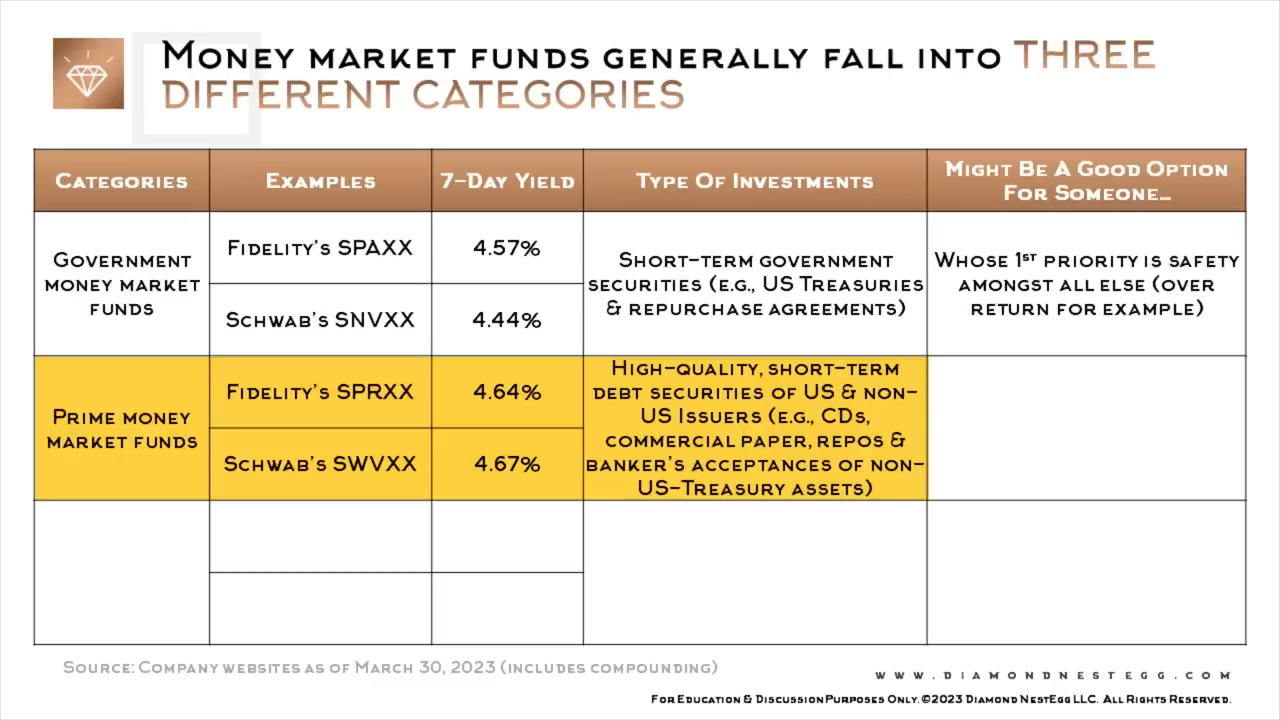 Money market funds generally fall into THREE
DIFFERENT CATEGORIES
Categories
Examples
7-Day Yield
Type Of Investments
Might Be A Good Option
For Someone...
Government
money market
funds
Fidelity's SPAXX
4.57%
Schwab's SNVXX
4.44%
Short-term government
securities (e.g., US Treasuries
& repurchase agreements)
Whose 1st priority is safety
amongst all else (over
return for example)
Prime money
market funds
Fidelity's SPRXX
4.64%
Schwab's SWVXX
4.67%
High-quality, short-term
debt securities of US & non-
US Issuers (e.g., CDs,
commercial paper, repos &
banker's acceptances of non-
US-Treasury assets)
Source: Company websites as of March 30, 2023 (includes compounding)
WWW.DIAMONDNESTEGG.COM
For Education & Discussion Purposes Only. ©2023 Diamond NestEgg LLC. All Rights Reserved.